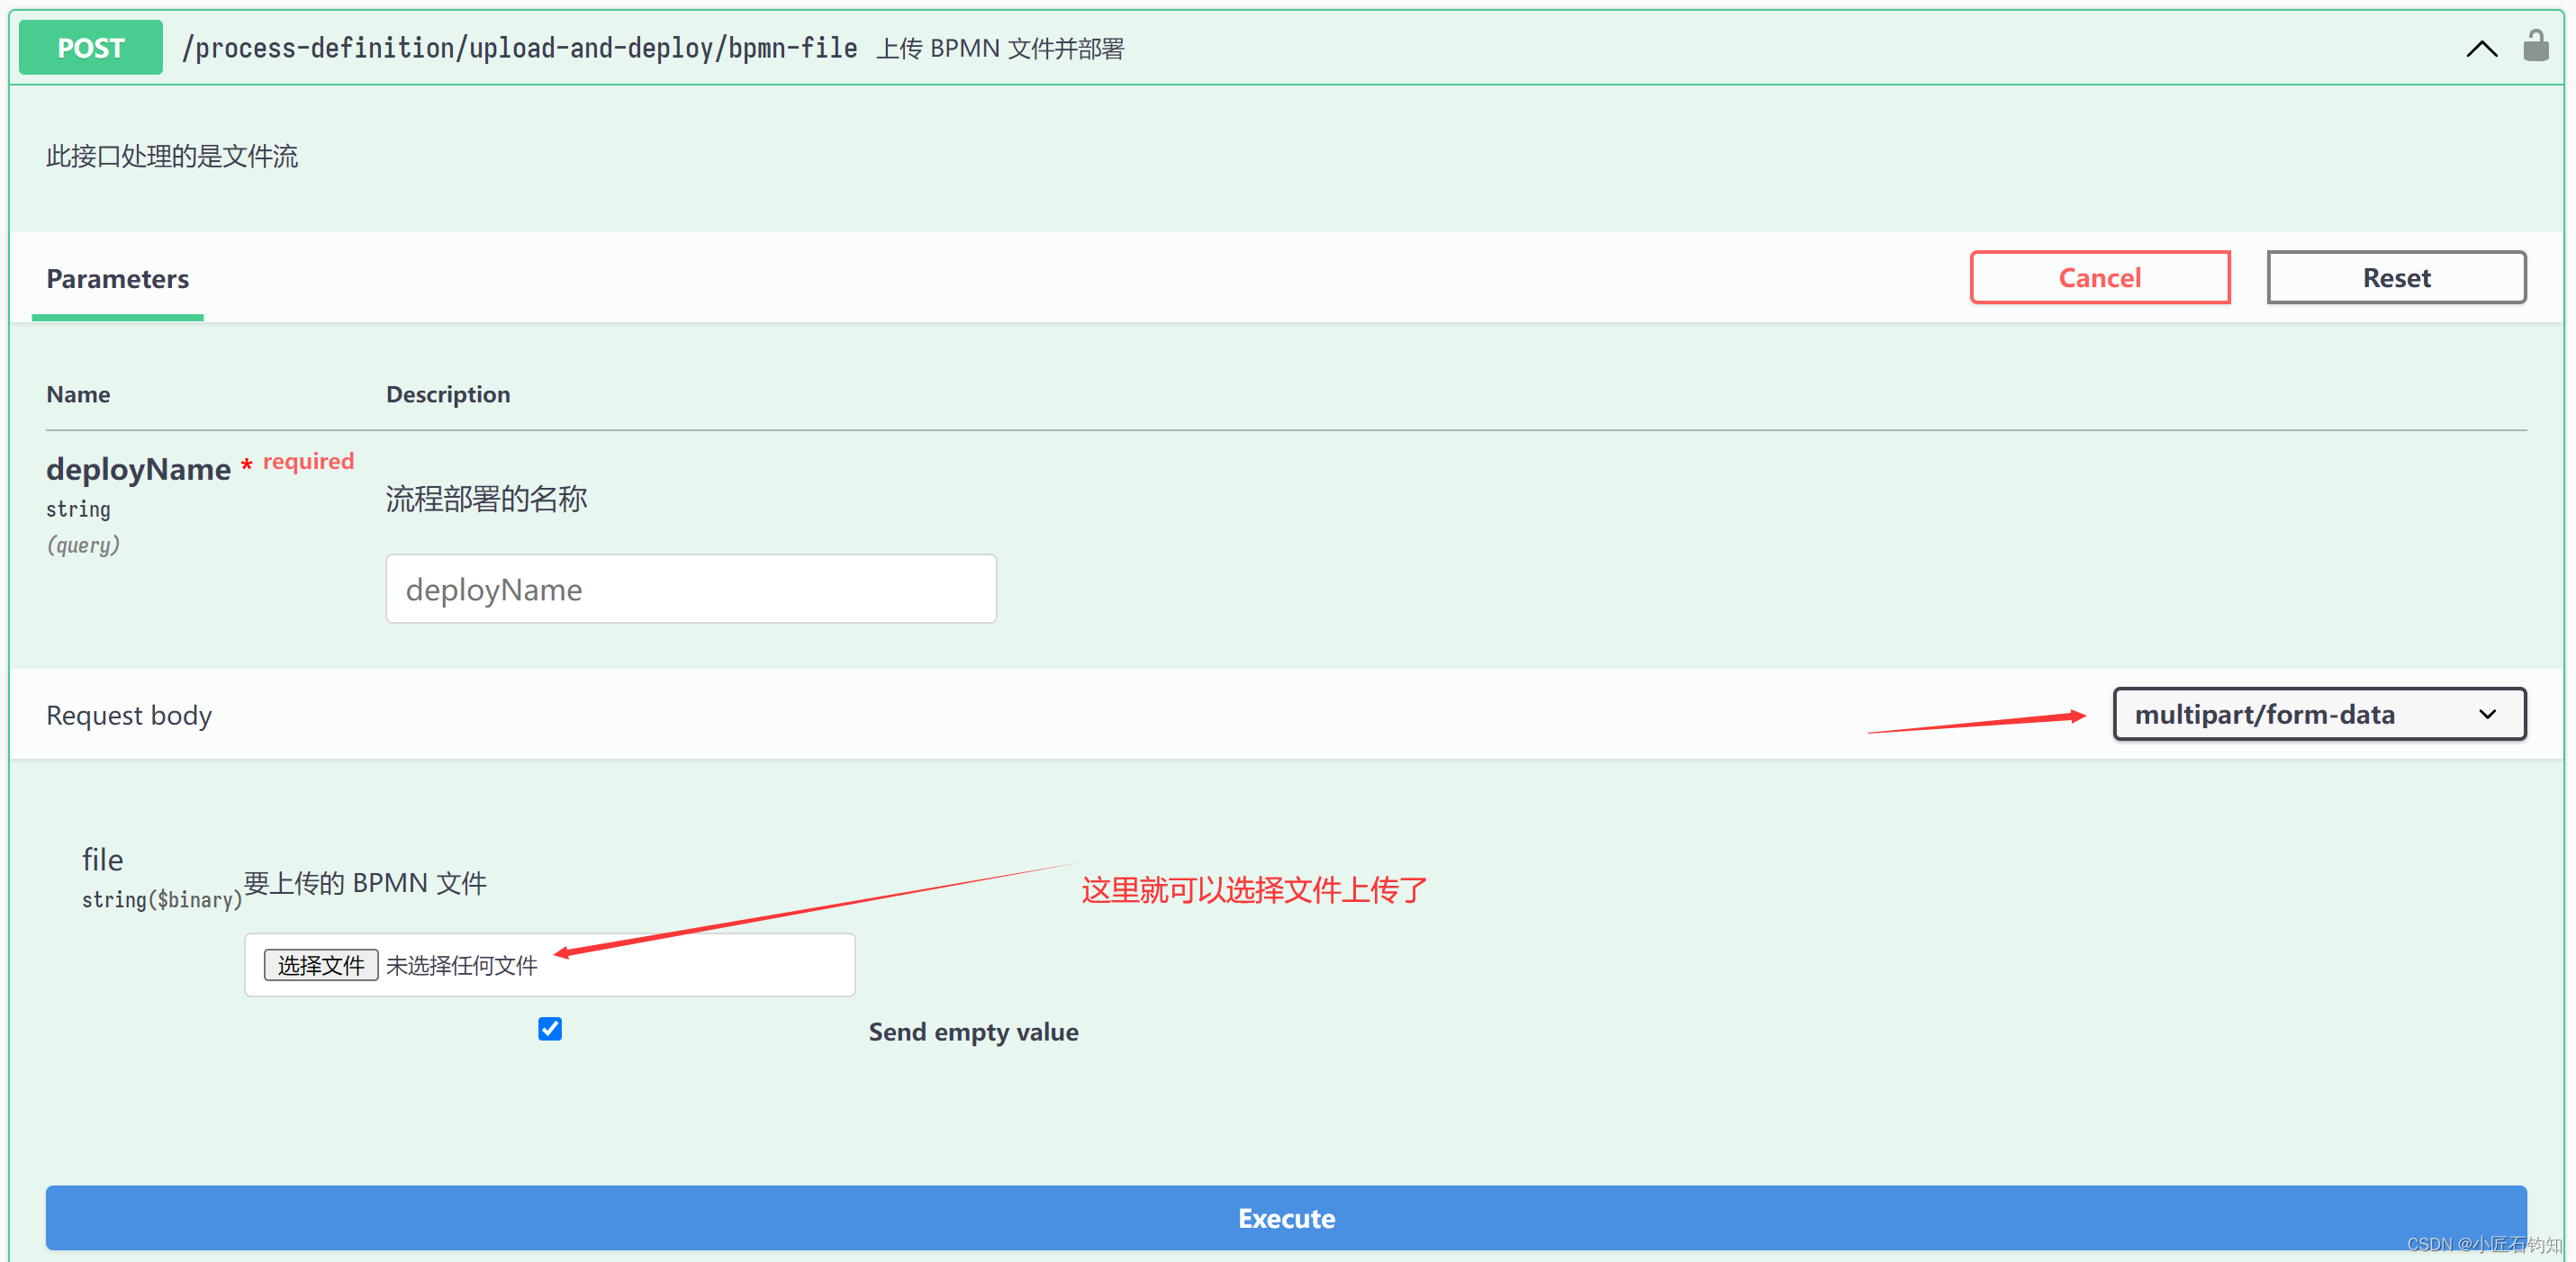 POST /process-definition/upload-and-deploy/bpmn-file 上传 BPMN 文件并部署
此接口处理的是文件流
Parameters
Cancel
Reset
Name Description
deployName * required
string
(query)
流程部署的名称
deployName
Request body
multipart/form-data
file
string($binary)
要上传的 BPMN 文件
这里就可以选择文件上传了
选择文件 未选择任何文件
Send empty value
Execute
CSDN @小匠石钧知